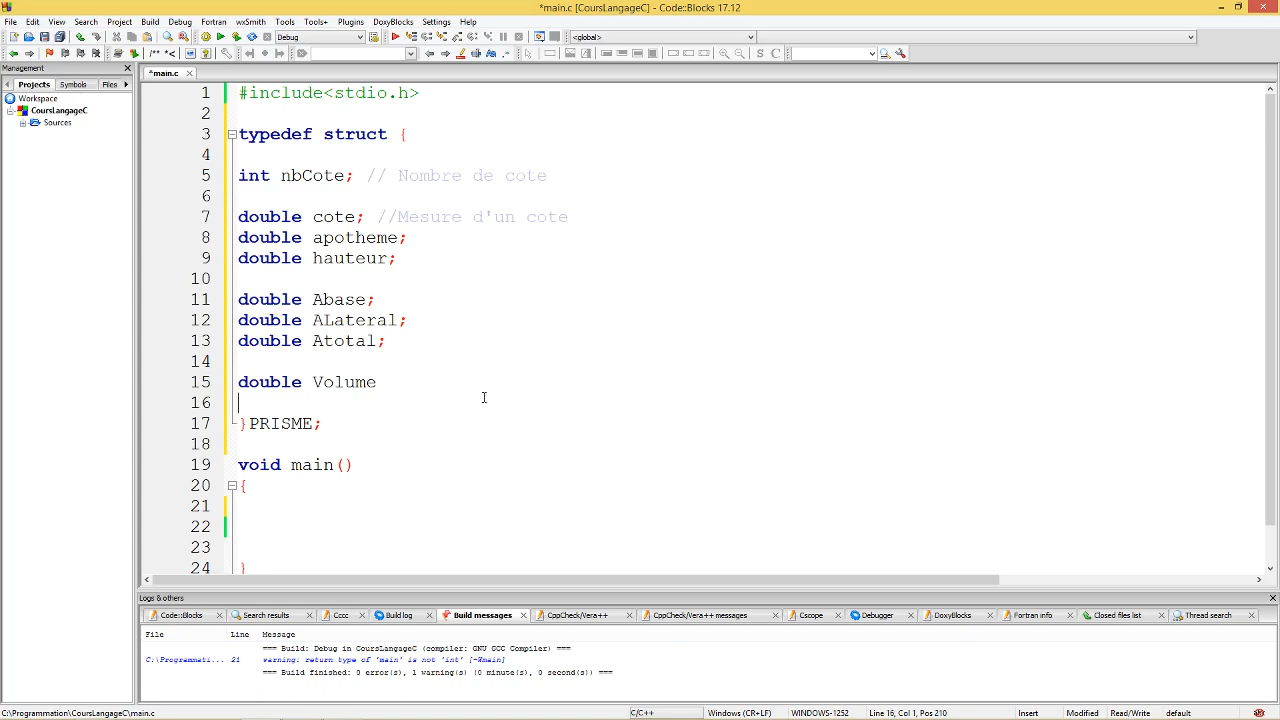 *main.c [CoursLangageC] - Code::Blocks 17.12
File Edit View Search Project Build Debug Fortran wxSmith Tools Tools+ Plugins DoxyBlocks Settings Help
Debug <global>
/** *<
S C
Management
*main.c
Projects Symbols Files
Workspace
CoursLangageC
Sources
1 #include<stdio.h>
2
3 typedef struct {
4
5 int nbCote; // Nombre de cote
6
7 double cote; //Mesure d'un cote
8 double apotheme;
9 double hauteur;
10
11 double Abase;
12 double ALateral;
13 double Atotal;
14
15 double Volume
16
17 }PRISME;
18
19 void main()
20 {
21
22
23
24 }
Logs & others
Code::Blocks Search results Cccc Build log Build messages CppCheck/Vera++ CppCheck/Vera++ messages Cscope Debugger DoxyBlocks Fortran info Closed files list Thread search
File Line Message
=== Build: Debug in CoursLangageC (compiler: GNU GCC Compiler) ===
C:\Programmati... 21 warning: return type of 'main' is not 'int' [-Wmain]
=== Build finished: 0 error(s), 1 warning(s) (0 minute(s), 0 second(s)) ===
C:\Programmation\CoursLangageC\main.c C/C++ Windows (CR+LF) WINDOWS-1252 Line 16, Col 1, Pos 210 Insert Modified Read/Write default